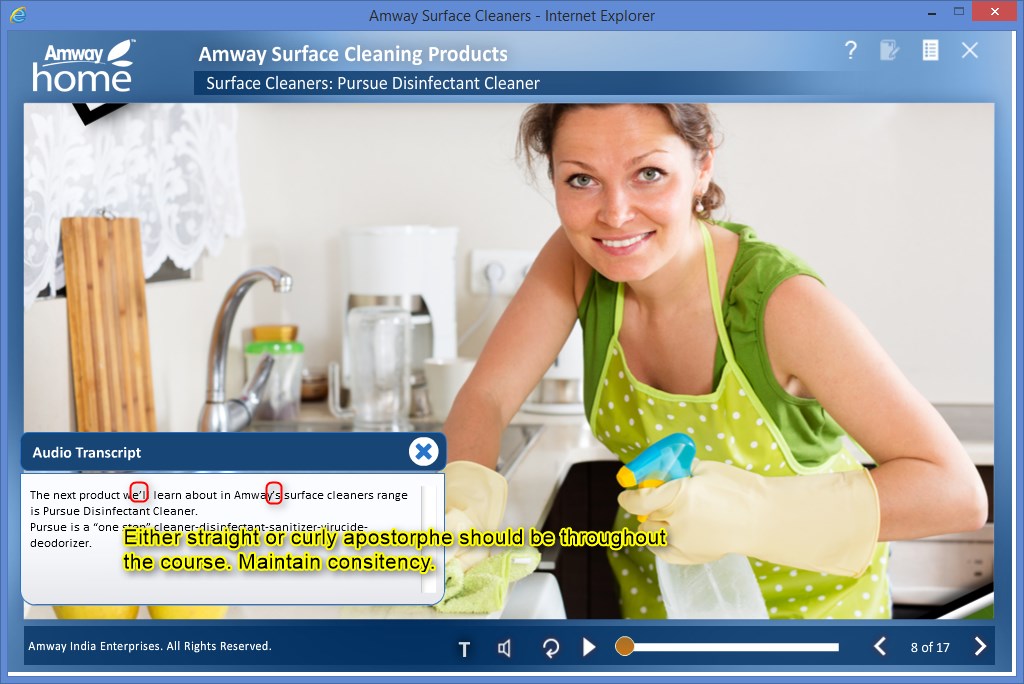 Amway Surface Cleaners - Internet Explorer
Amway™
home
Amway Surface Cleaning Products
Surface Cleaners: Pursue Disinfectant Cleaner
?
Audio Transcript
The next product we'll learn about in Amway’s surface cleaners range
is Pursue Disinfectant Cleaner.
Pursue is a “one stop” cleaner-disinfectant-sanitizer-virucide-
deodorizer.
Either straight or curly apostorphe should be throughout
the course. Maintain consitency.
Amway India Enterprises. All Rights Reserved.
T
8 of 17